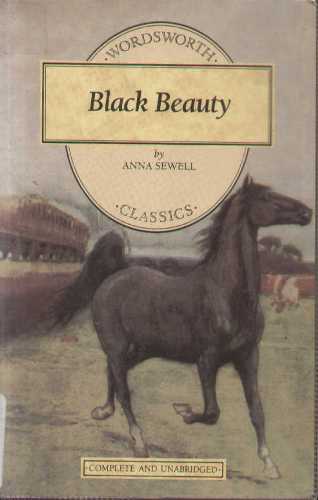 ·WORDSWORTH·
Black Beauty
by
ANNA SEWELL
·CLASSICS·
·COMPLETE AND UNABRIDGED·